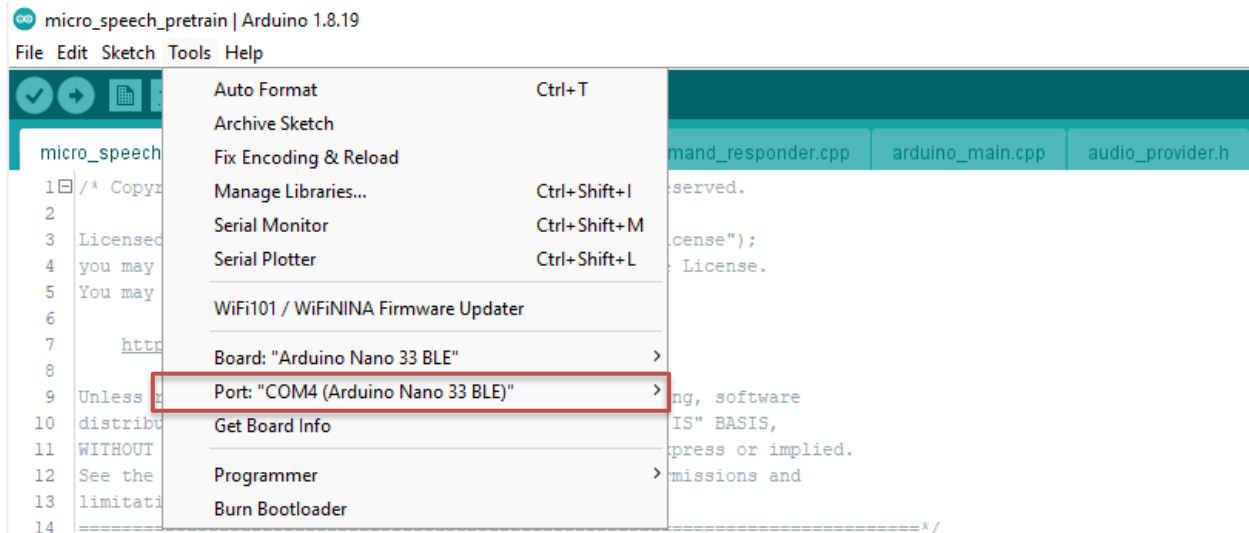 micro_speech_pretrain | Arduino 1.8.19
File Edit Sketch Tools Help
Auto Format Ctrl+T
Archive Sketch
Fix Encoding & Reload
Manage Libraries... Ctrl+Shift+I
Serial Monitor Ctrl+Shift+M
Serial Plotter Ctrl+Shift+L
WiFi101 / WiFiNINA Firmware Updater
Board: "Arduino Nano 33 BLE"
Port: "COM4 (Arduino Nano 33 BLE)"
Get Board Info
Programmer
Burn Bootloader
micro_speech mand_responder.cpp arduino_main.cpp audio_provider.h
1 /* Copyr served.
2
3 Licensed cense");
4 you may License.
5 You may
6
7 http
8
9 Unless ng, software
10 distribu IS" BASIS,
11 WITHOUT press or implied.
12 See the missions and
13 limitati
14 ==============================================================================*/